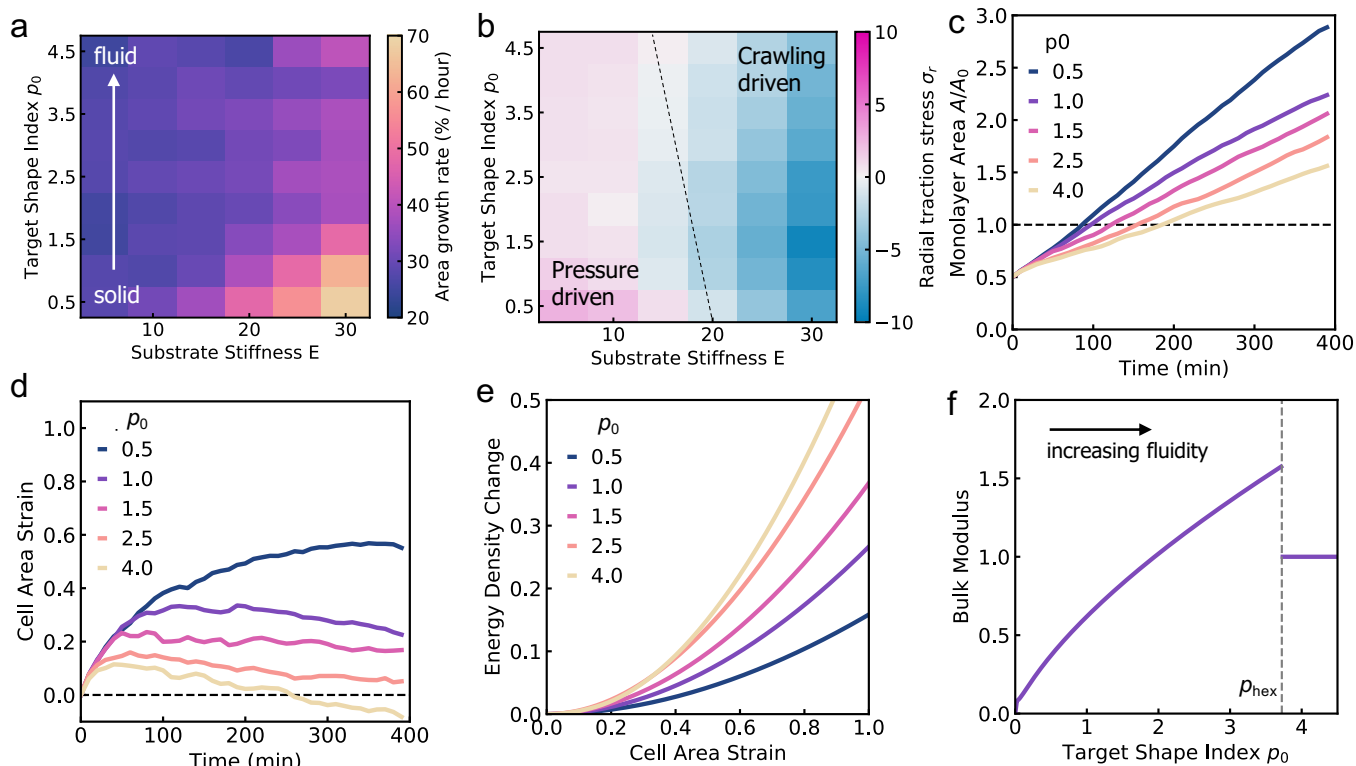 a
Target Shape Index p₀
4.5
3.5
2.5
1.5
0.5
fluid
solid
10
20
30
Substrate Stiffness E
70
60
50
40
30
20
Area growth rate (% / hour)
b
Target Shape Index p₀
4.5
3.5
2.5
1.5
0.5
Crawling
driven
Pressure
driven
10
20
30
Substrate Stiffness E
10
5
0
−5
−10
Radial traction stress σᵣ
c
Monolayer Area A/A₀
3.0
2.5
2.0
1.5
1.0
0.5
0.0
p0
0.5
1.0
1.5
2.5
4.0
0
100
200
300
400
Time (min)
d
Cell Area Strain
1.0
0.8
0.6
0.4
0.2
0.0
p₀
0.5
1.0
1.5
2.5
4.0
0
100
200
300
400
Time (min)
e
Energy Density Change
0.5
0.4
0.3
0.2
0.1
0.0
p₀
0.5
1.0
1.5
2.5
4.0
0.0
0.2
0.4
0.6
0.8
1.0
Cell Area Strain
f
Bulk Modulus
2.0
1.5
1.0
0.5
0.0
increasing fluidity
p_hex
0
1
2
3
4
Target Shape Index p₀